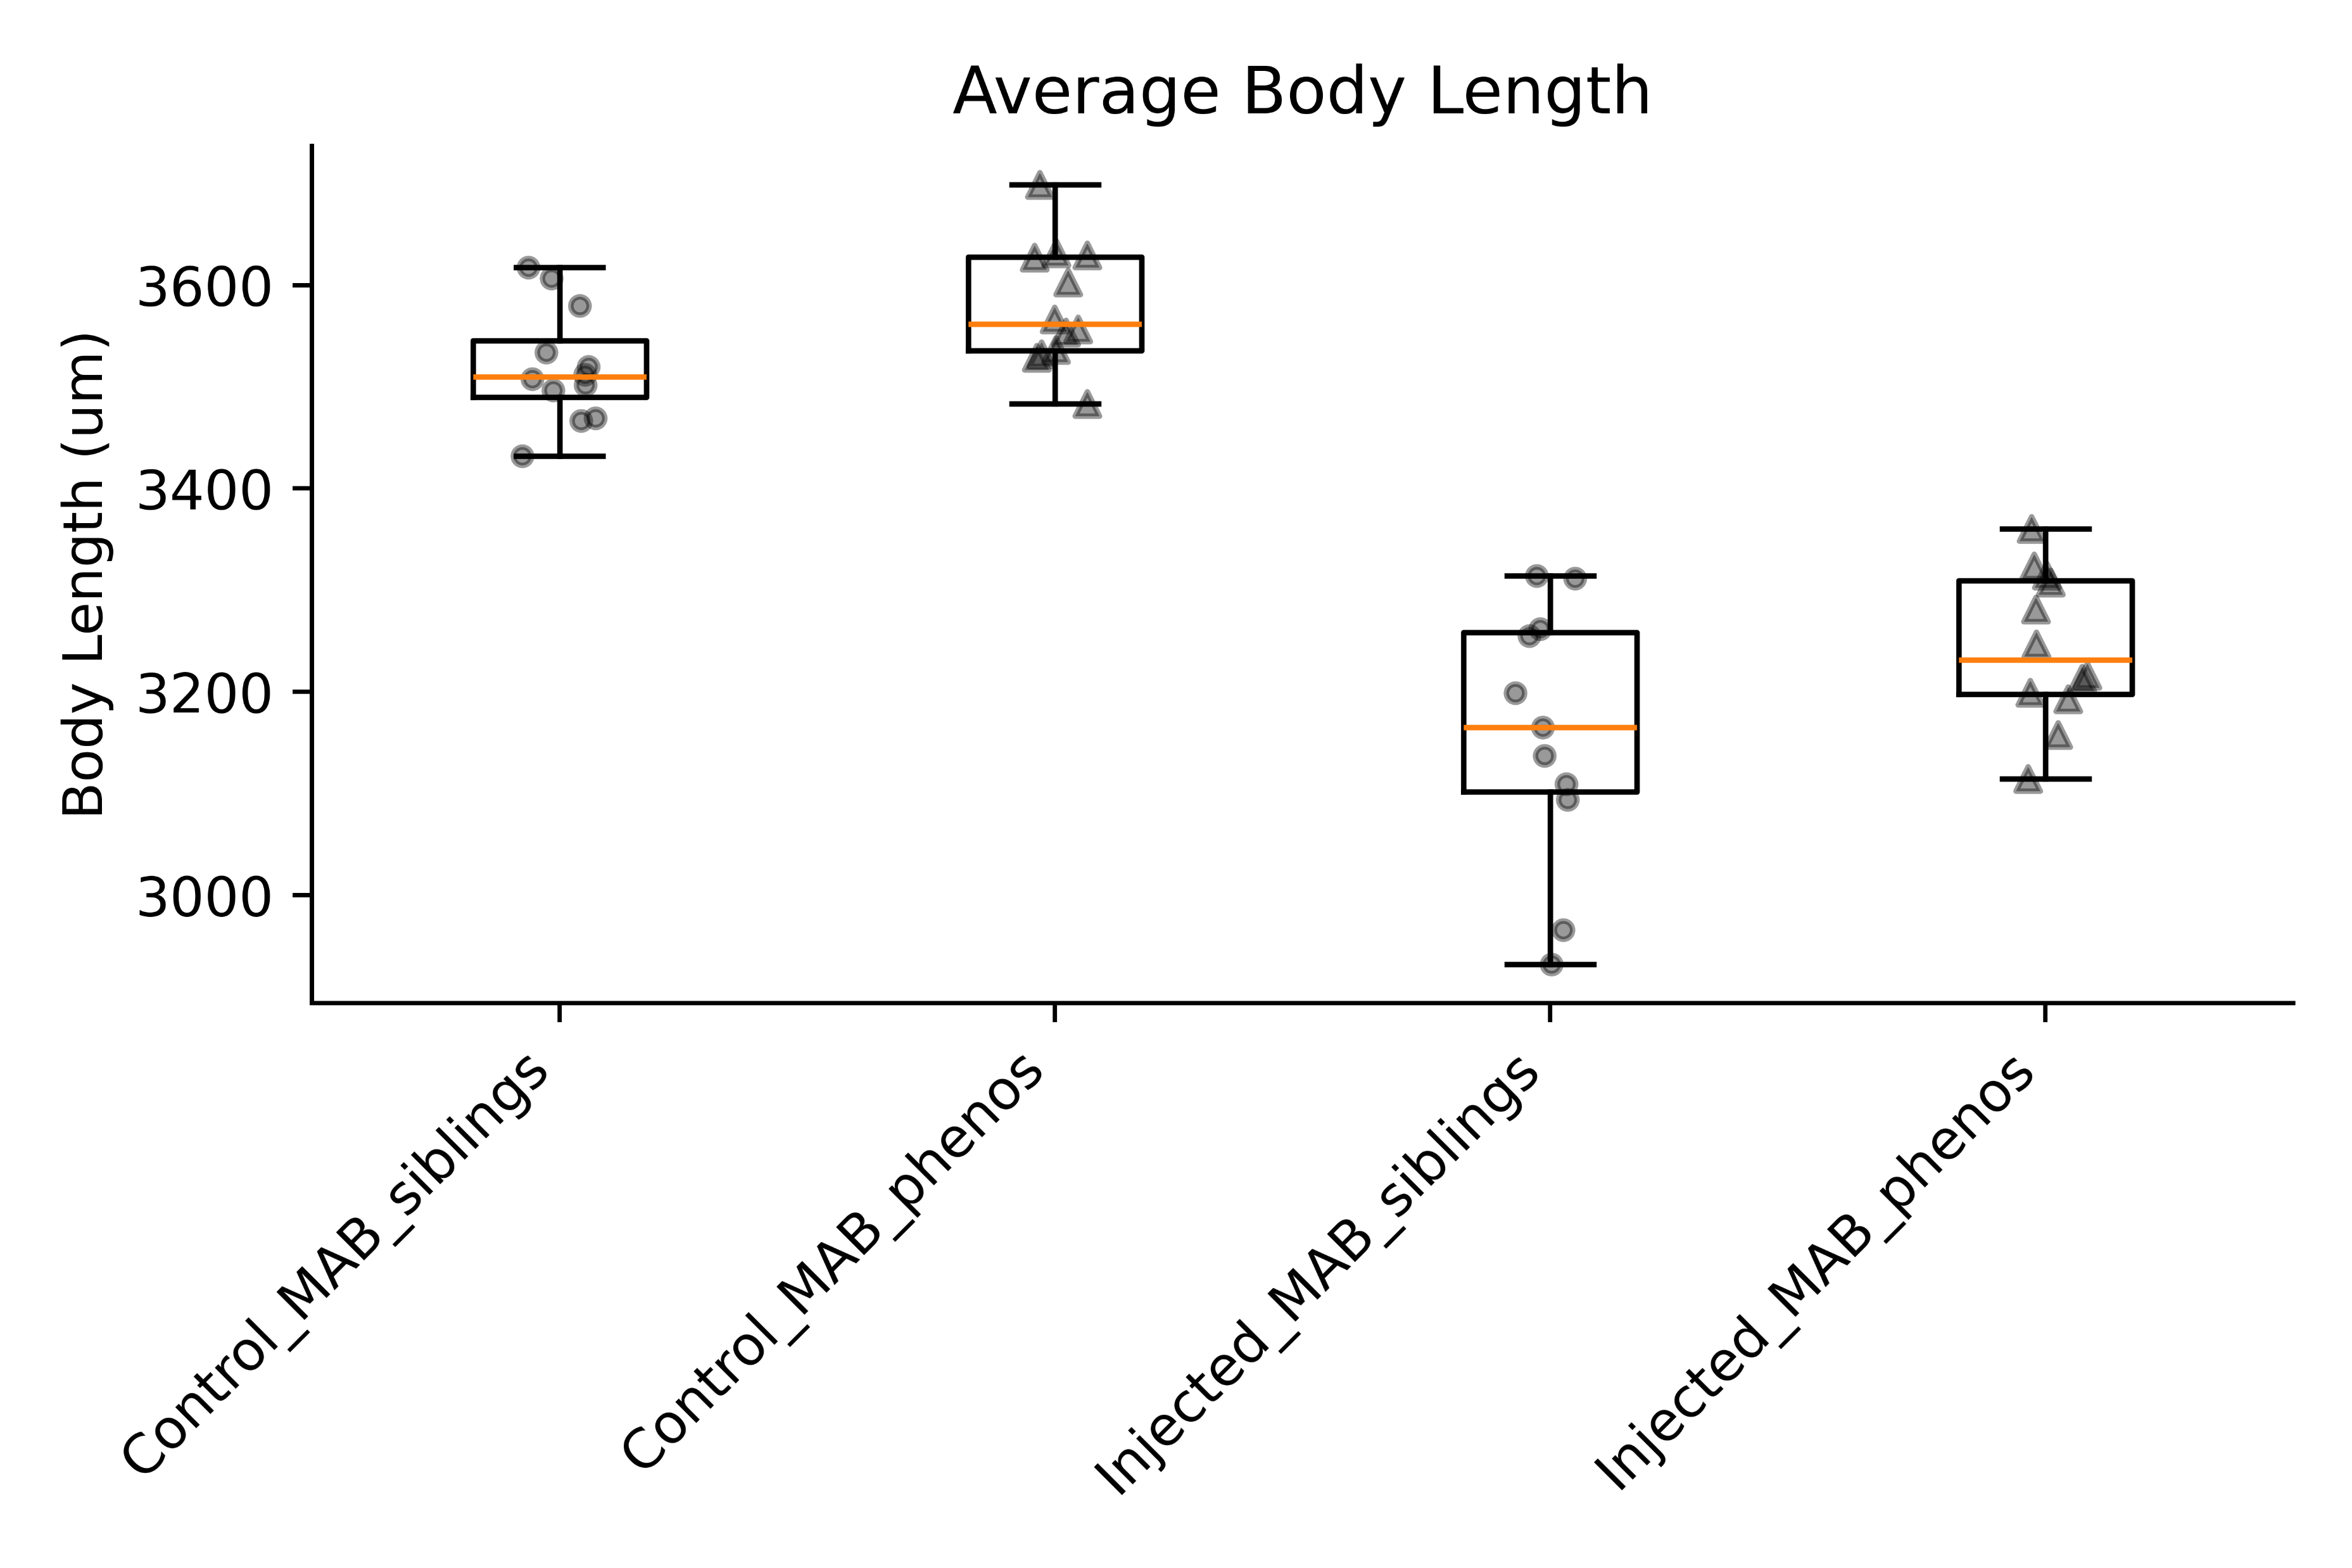 Average Body Length
Body Length (um)
3600
3400
3200
3000
Control_MAB_siblings
Control_MAB_phenos
Injected_MAB_siblings
Injected_MAB_phenos